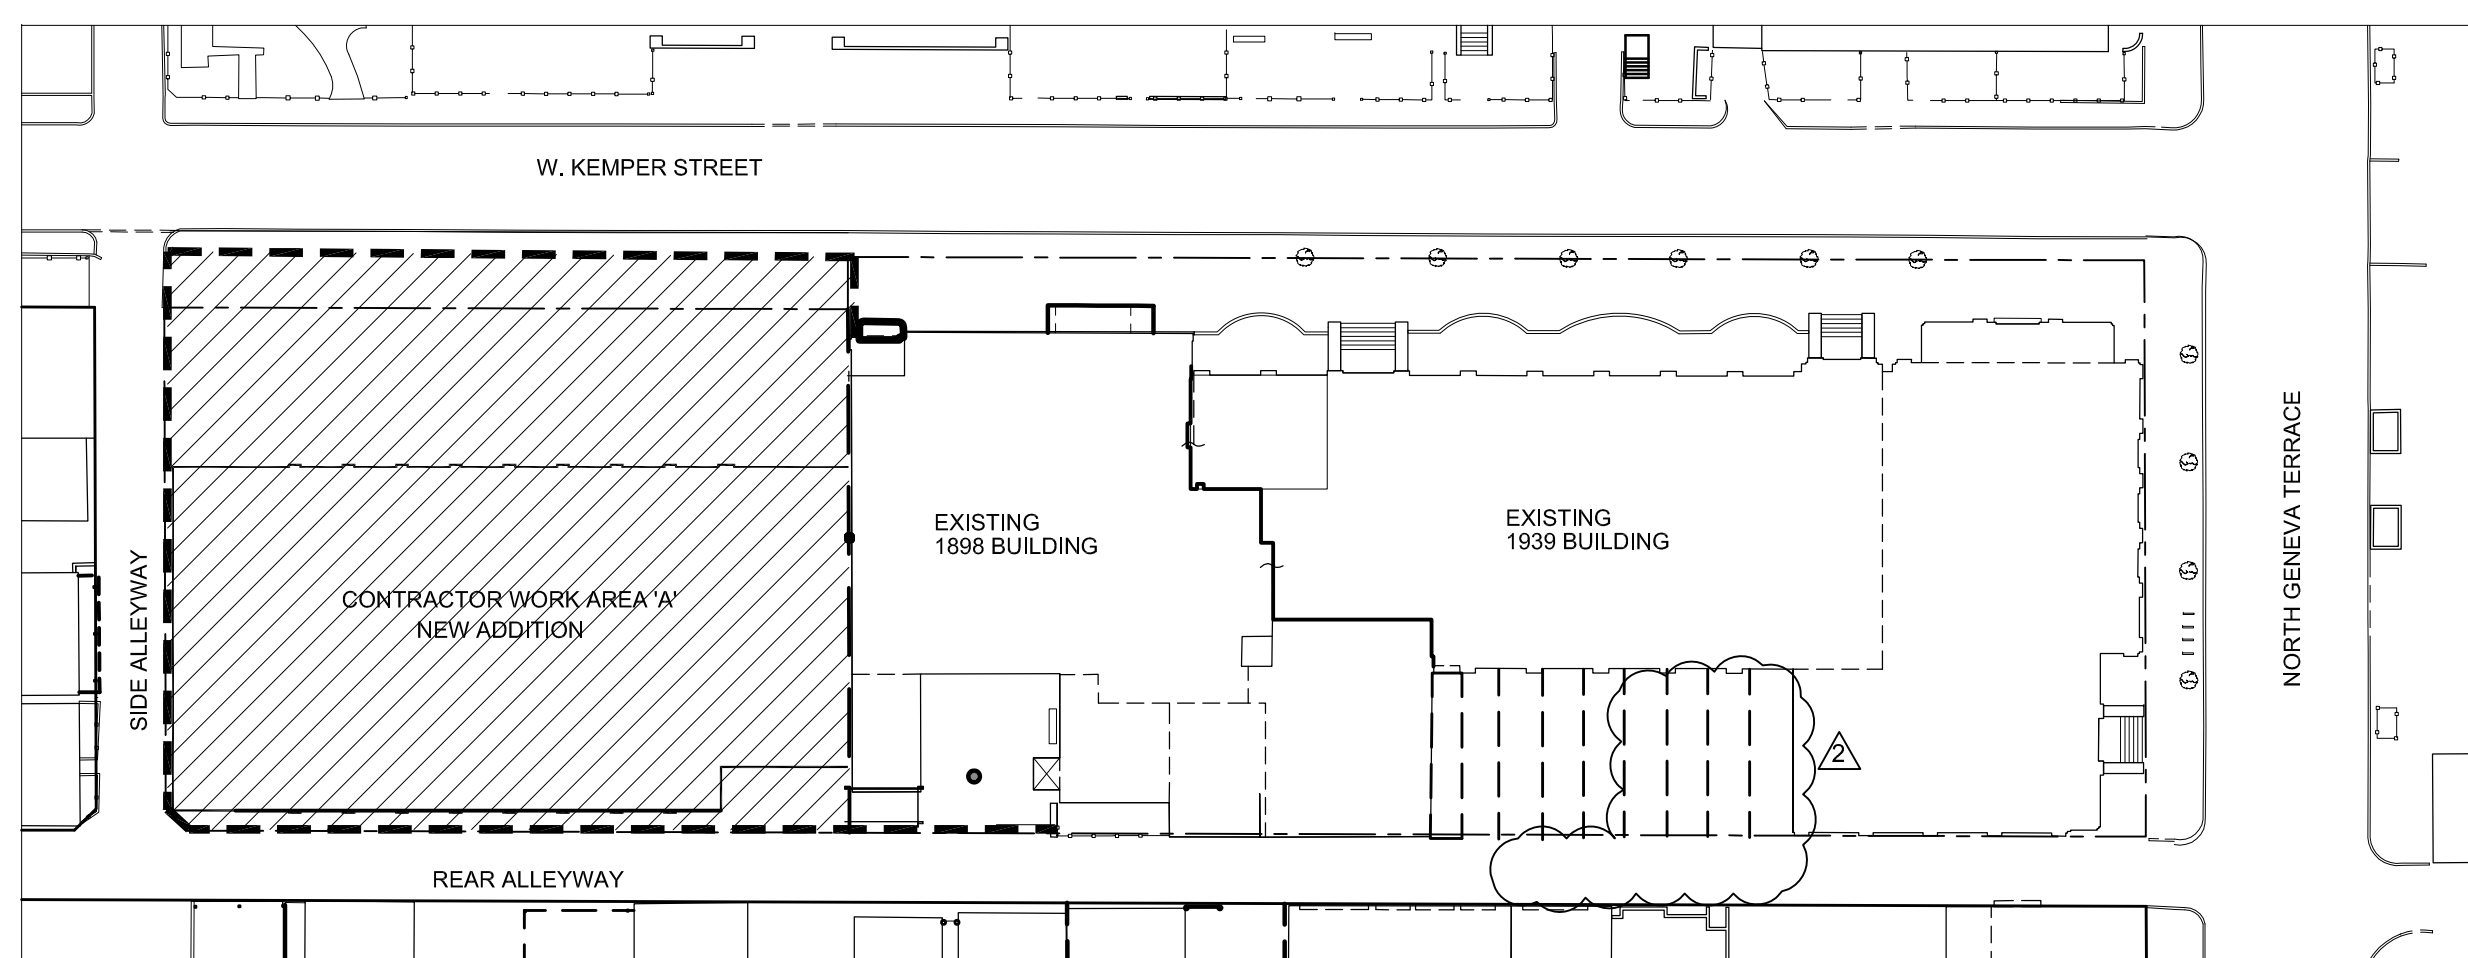 W. KEMPER STREET
EXISTING
1898 BUILDING
EXISTING
1939 BUILDING
CONTRACTOR WORK AREA 'A'
NEW ADDITION
SIDE ALLEYWAY
NORTH GENEVA TERRACE
2
REAR ALLEYWAY